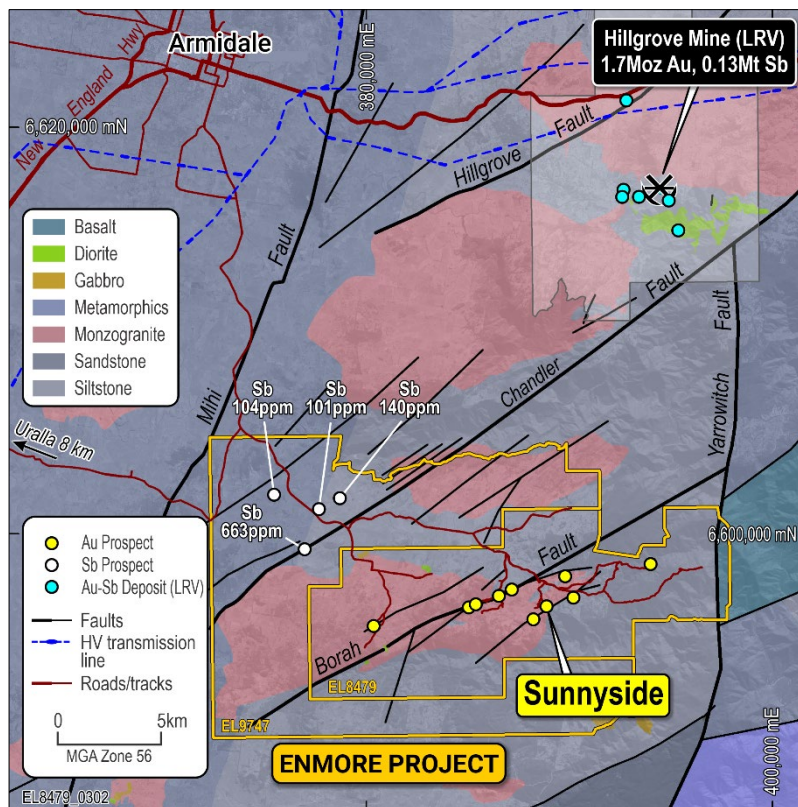 Armidale
New England Hwy
380,000 mE
Hillgrove Mine (LRV)
1.7Moz Au, 0.13Mt Sb
6,620,000 mN
Hillgrove Fault
Basalt
Diorite
Gabbro
Metamorphics
Monzogranite
Sandstone
Siltstone
Mihi Fault
Chandler Fault
Yarrowitch Fault
Sb
104ppm
Sb
101ppm
Sb
140ppm
Uralla 8 km
Sb
663ppm
6,600,000 mN
Au Prospect
Sb Prospect
Au-Sb Deposit (LRV)
Faults
HV transmission
line
Roads/tracks
0 5km
MGA Zone 56
Borah Fault
Sunnyside
EL8479
EL9747
ENMORE PROJECT
400,000 mE
EL8479_0302